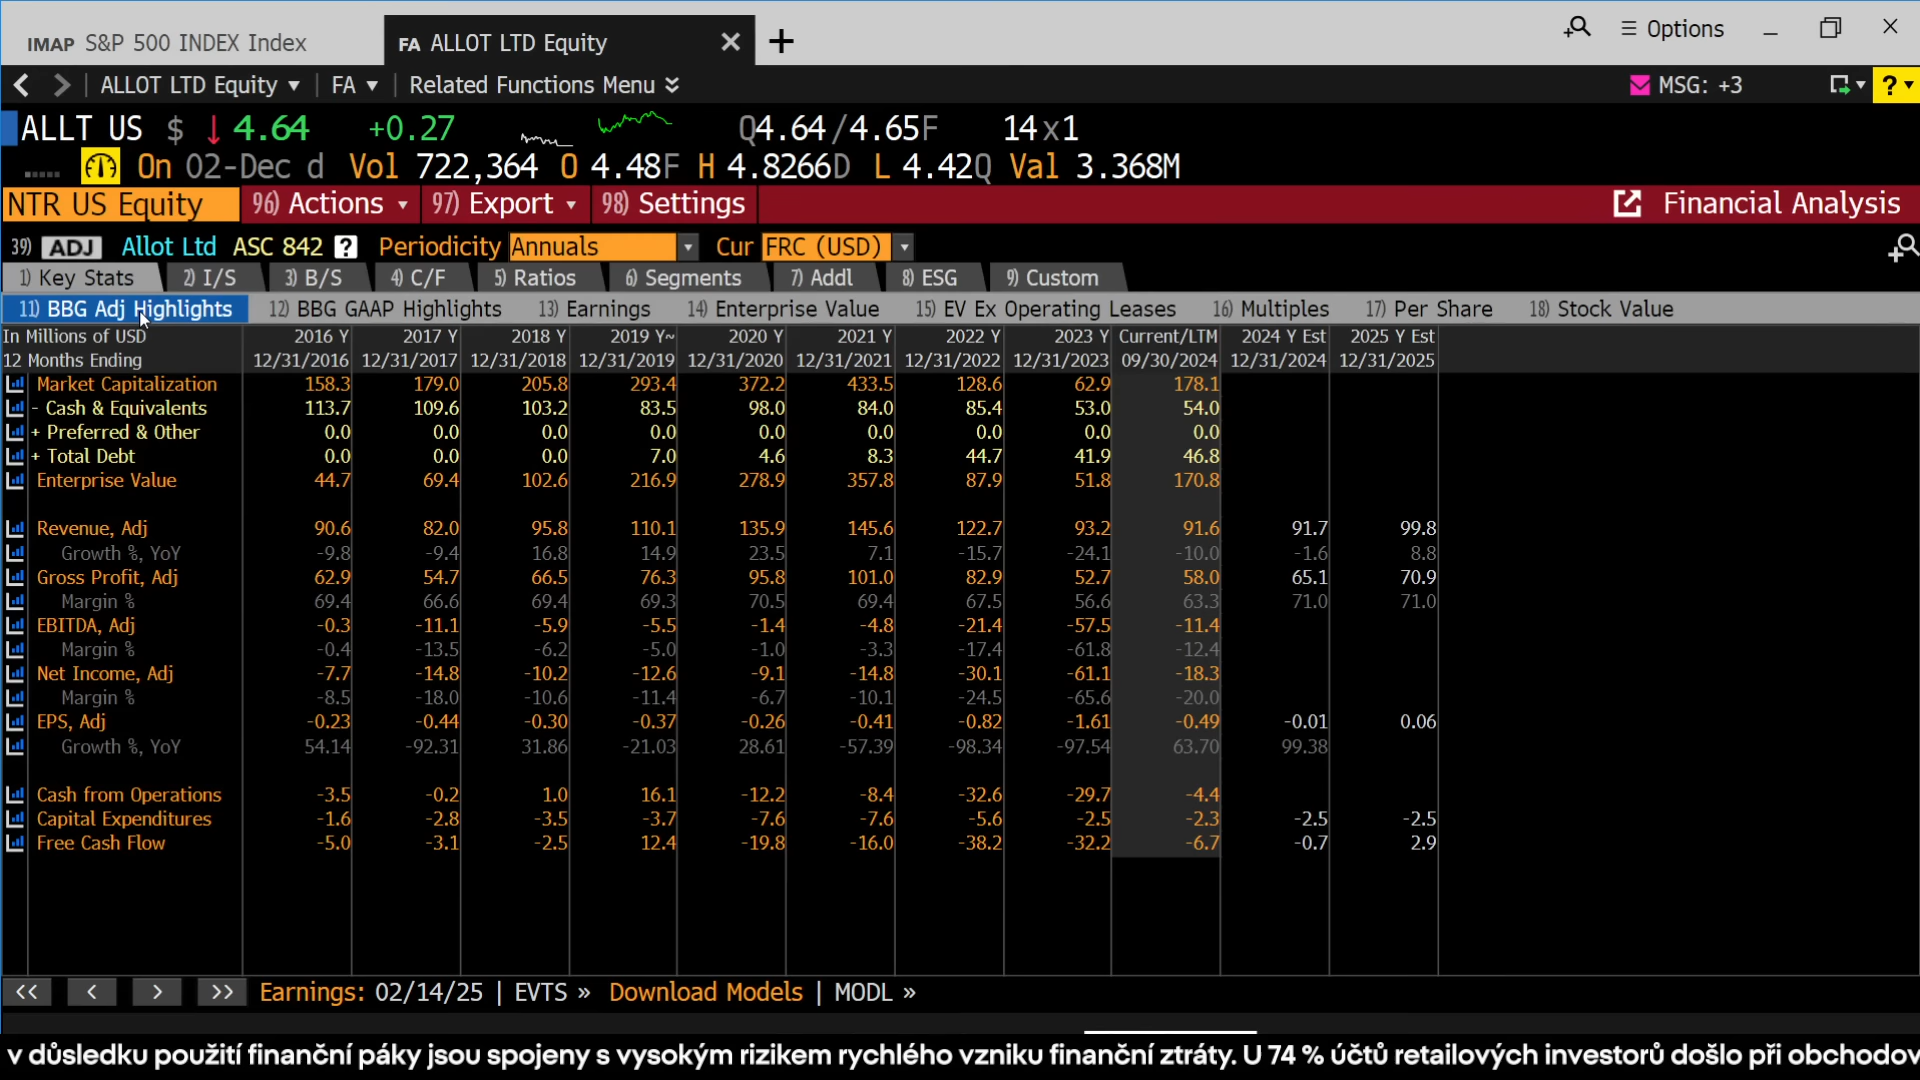 IMAP S&P 500 INDEX Index FA ALLOT LTD Equity ✕ + ☰ Options
ALLOT LTD Equity ▾ | FA ▾ | Related Functions Menu MSG: +3 ? ▾
ALLT US $ ↓ 4.64 +0.27 Q4.64/4.65F 14x1
On 02-Dec d Vol 722,364 O 4.48F H 4.8266D L 4.42Q Val 3.368M
NTR US Equity 96) Actions ▾ 97) Export ▾ 98) Settings Financial Analysis
39) ADJ Allot Ltd ASC 842 ? Periodicity Annuals ▾ Cur FRC (USD) ▾
1) Key Stats 2) I/S 3) B/S 4) C/F 5) Ratios 6) Segments 7) Addl 8) ESG 9) Custom
11) BBG Adj Highlights 12) BBG GAAP Highlights 13) Earnings 14) Enterprise Value 15) EV Ex Operating Leases 16) Multiples 17) Per Share 18) Stock Value
In Millions of USD 2016 Y 2017 Y 2018 Y 2019 Y~ 2020 Y 2021 Y 2022 Y 2023 Y Current/LTM 2024 Y Est 2025 Y Est
12 Months Ending 12/31/2016 12/31/2017 12/31/2018 12/31/2019 12/31/2020 12/31/2021 12/31/2022 12/31/2023 09/30/2024 12/31/2024 12/31/2025
Market Capitalization 158.3 179.0 205.8 293.4 372.2 433.5 128.6 62.9 178.1
- Cash & Equivalents 113.7 109.6 103.2 83.5 98.0 84.0 85.4 53.0 54.0
+ Preferred & Other 0.0 0.0 0.0 0.0 0.0 0.0 0.0 0.0 0.0
+ Total Debt 0.0 0.0 0.0 7.0 4.6 8.3 44.7 41.9 46.8
Enterprise Value 44.7 69.4 102.6 216.9 278.9 357.8 87.9 51.8 170.8
Revenue, Adj 90.6 82.0 95.8 110.1 135.9 145.6 122.7 93.2 91.6 91.7 99.8
Growth %, YoY -9.8 -9.4 16.8 14.9 23.5 7.1 -15.7 -24.1 -10.0 -1.6 8.8
Gross Profit, Adj 62.9 54.7 66.5 76.3 95.8 101.0 82.9 52.7 58.0 65.1 70.9
Margin % 69.4 66.6 69.4 69.3 70.5 69.4 67.5 56.6 63.3 71.0 71.0
EBITDA, Adj -0.3 -11.1 -5.9 -5.5 -1.4 -4.8 -21.4 -57.5 -11.4
Margin % -0.4 -13.5 -6.2 -5.0 -1.0 -3.3 -17.4 -61.8 -12.4
Net Income, Adj -7.7 -14.8 -10.2 -12.6 -9.1 -14.8 -30.1 -61.1 -18.3
Margin % -8.5 -18.0 -10.6 -11.4 -6.7 -10.1 -24.5 -65.6 -20.0
EPS, Adj -0.23 -0.44 -0.30 -0.37 -0.26 -0.41 -0.82 -1.61 -0.49 -0.01 0.06
Growth %, YoY 54.14 -92.31 31.86 -21.03 28.61 -57.39 -98.34 -97.54 63.70 99.38
Cash from Operations -3.5 -0.2 1.0 16.1 -12.2 -8.4 -32.6 -29.7 -4.4
Capital Expenditures -1.6 -2.8 -3.5 -3.7 -7.6 -7.6 -5.6 -2.5 -2.3 -2.5 -2.5
Free Cash Flow -5.0 -3.1 -2.5 12.4 -19.8 -16.0 -38.2 -32.2 -6.7 -0.7 2.9
<< < > >> Earnings: 02/14/25 | EVTS » Download Models | MODL »
v důsledku použití finanční páky jsou spojeny s vysokým rizikem rychlého vzniku finanční ztráty. U 74 % účtů retailových investorů došlo při obchodov